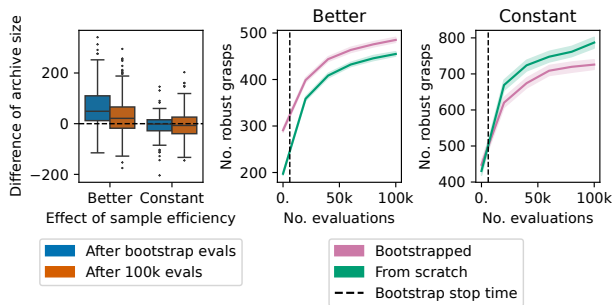 Difference of archive size
200
0
−200
Better
Constant
Effect of sample efficiency
After bootstrap evals
After 100k evals
Better
No. robust grasps
500
400
300
200
0.
50k
100k
No. evaluations
Constant
No. robust grasps
800
700
600
500
400
0.
50k
100k
No. evaluations
Bootstrapped
From scratch
Bootstrap stop time